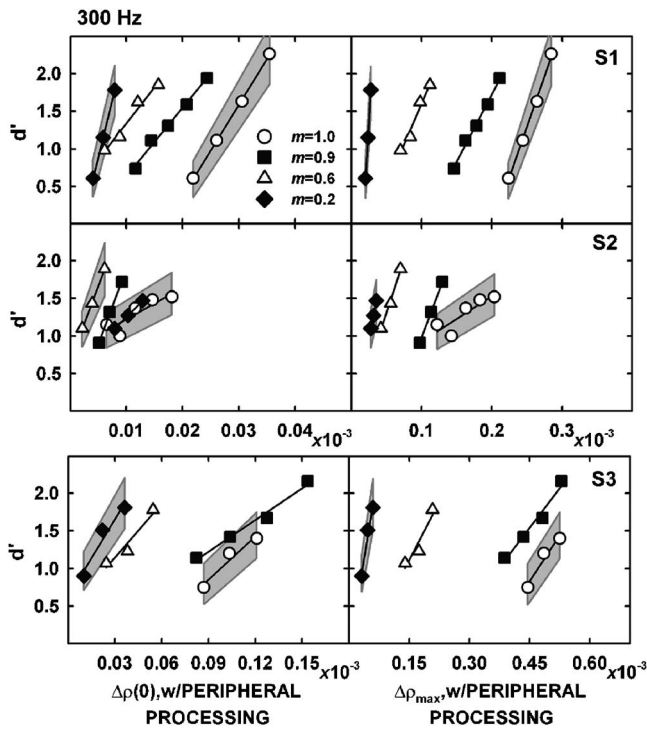 300 Hz
S1
2.0
1.5
1.0
0.5
d'
m=1.0
m=0.9
m=0.6
m=0.2
S2
2.0
1.5
1.0
0.5
d'
0.01 0.02 0.03 0.04 x10⁻³
0.1 0.2 0.3 x10⁻³
S3
2.0
1.5
1.0
0.5
d'
0.03 0.06 0.09 0.12 0.15 x10⁻³
0.15 0.30 0.45 0.60 x10⁻³
Δρ(0),w/PERIPHERAL
PROCESSING
Δρmax,w/PERIPHERAL
PROCESSING